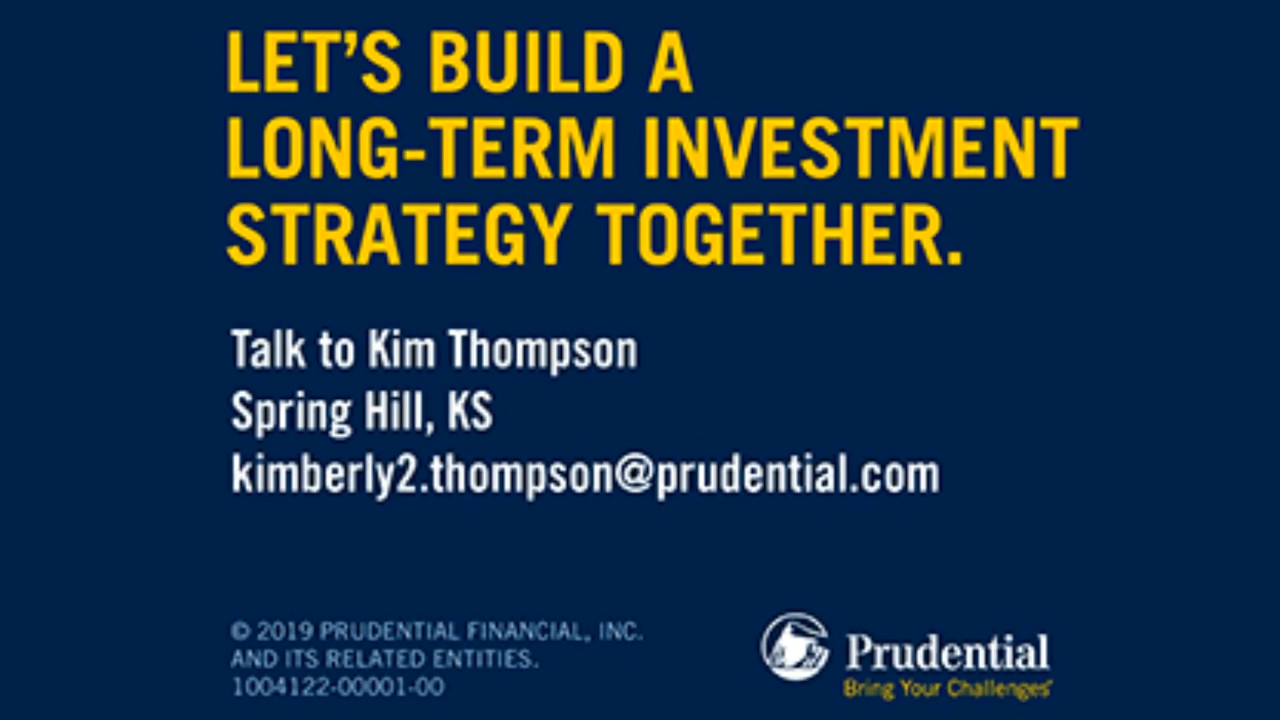 LET’S BUILD A
LONG-TERM INVESTMENT
STRATEGY TOGETHER.
Talk to Kim Thompson
Spring Hill, KS
kimberly2.thompson@prudential.com
© 2019 PRUDENTIAL FINANCIAL, INC.
AND ITS RELATED ENTITIES.
1004122-00001-00
Prudential
Bring Your Challenges®